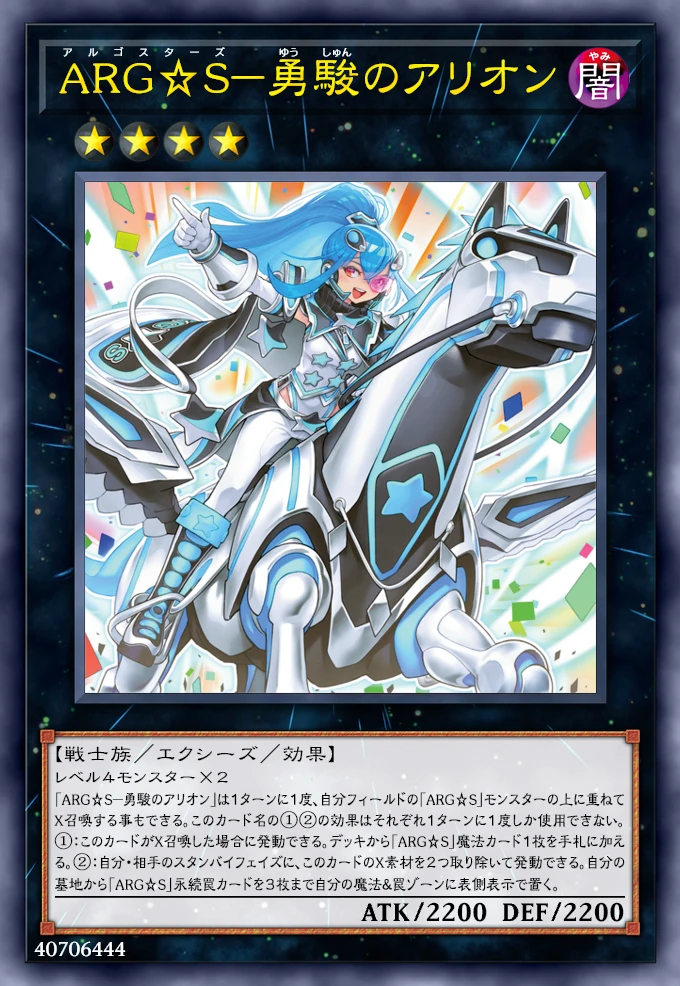 アルゴスターズ ゆう しゅん
ARG☆S－勇駿のアリオン
やみ
闇
【戦士族／エクシーズ／効果】
レベル４モンスター×２
「ARG☆S－勇駿のアリオン」は１ターンに１度、自分フィールドの「ARG☆S」モンスターの上に重ねて
X召喚する事もできる。このカード名の①②の効果はそれぞれ１ターンに１度しか使用できない。
①：このカードがX召喚した場合に発動できる。デッキから「ARG☆S」魔法カード１枚を手札に加え
る。②：自分・相手のスタンバイフェイズに、このカードのX素材を２つ取り除いて発動できる。自分の
墓地から「ARG☆S」永続罠カードを３枚まで自分の魔法&罠ゾーンに表側表示で置く。
ATK/2200 DEF/2200
40706444